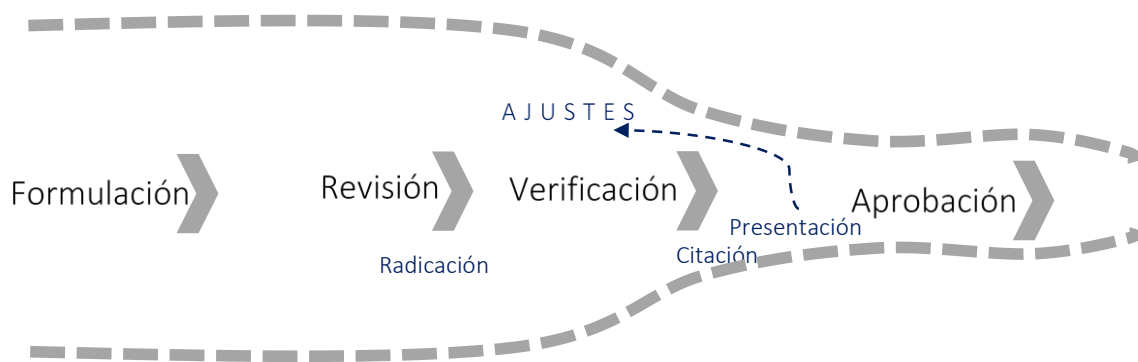 AJUSTES
Formulación
Revisión
Verificación
Aprobación
Presentación
Citación
Radicación